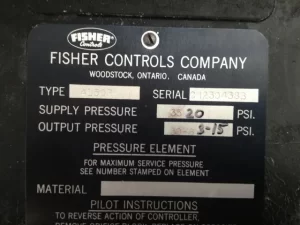 FISHER
Controls
FISHER CONTROLS COMPANY
WOODSTOCK, ONTARIO, CANADA
TYPE SERIAL
SUPPLY PRESSURE 20 PSI.
OUTPUT PRESSURE 3-15 PSI.
PRESSURE ELEMENT
FOR MAXIMUM SERVICE PRESSURE
SEE NUMBER STAMPED ON ELEMENT
MATERIAL
PILOT INSTRUCTIONS
TO REVERSE ACTION OF CONTROLLER,